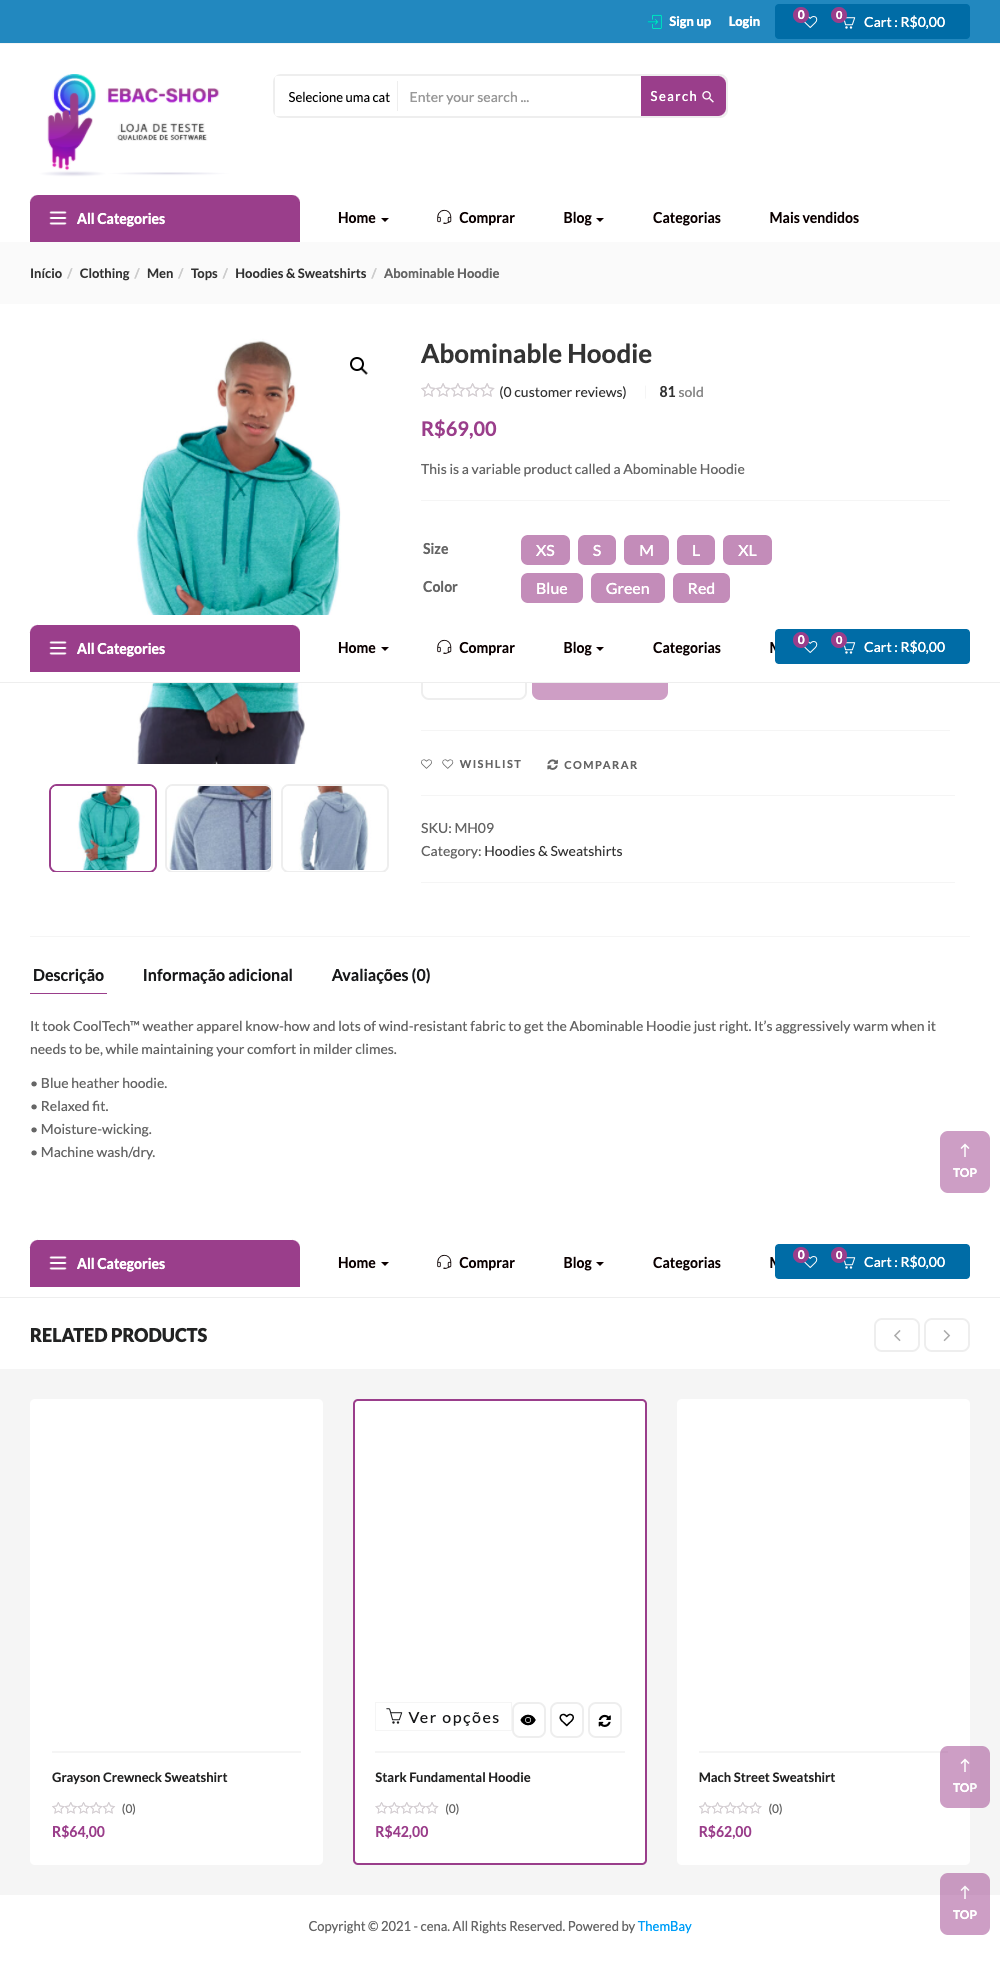 Sign up Login 0 0 Cart : R$0,00
EBAC-SHOP
LOJA DE TESTE
QUALIDADE DE SOFTWARE
Selecione uma cat Enter your search ... Search
All Categories Home Comprar Blog Categorias Mais vendidos
Início / Clothing / Men / Tops / Hoodies & Sweatshirts / Abominable Hoodie
Abominable Hoodie
(0 customer reviews) 81 sold
R$69,00
This is a variable product called a Abominable Hoodie
Size XS S M L XL
Color Blue Green Red
All Categories Home Comprar Blog Categorias 0 0 Cart : R$0,00
WISHLIST COMPARAR
SKU: MH09
Category: Hoodies & Sweatshirts
Descrição Informação adicional Avaliações (0)
It took CoolTech™ weather apparel know-how and lots of wind-resistant fabric to get the Abominable Hoodie just right. It’s aggressively warm when it
needs to be, while maintaining your comfort in milder climes.
• Blue heather hoodie.
• Relaxed fit.
• Moisture-wicking.
• Machine wash/dry.
TOP
All Categories Home Comprar Blog Categorias 0 0 Cart : R$0,00
RELATED PRODUCTS
Ver opções
Grayson Crewneck Sweatshirt
(0)
R$64,00
Stark Fundamental Hoodie
(0)
R$42,00
Mach Street Sweatshirt
(0)
R$62,00
TOP
TOP
Copyright © 2021 - cena. All Rights Reserved. Powered by ThemBay